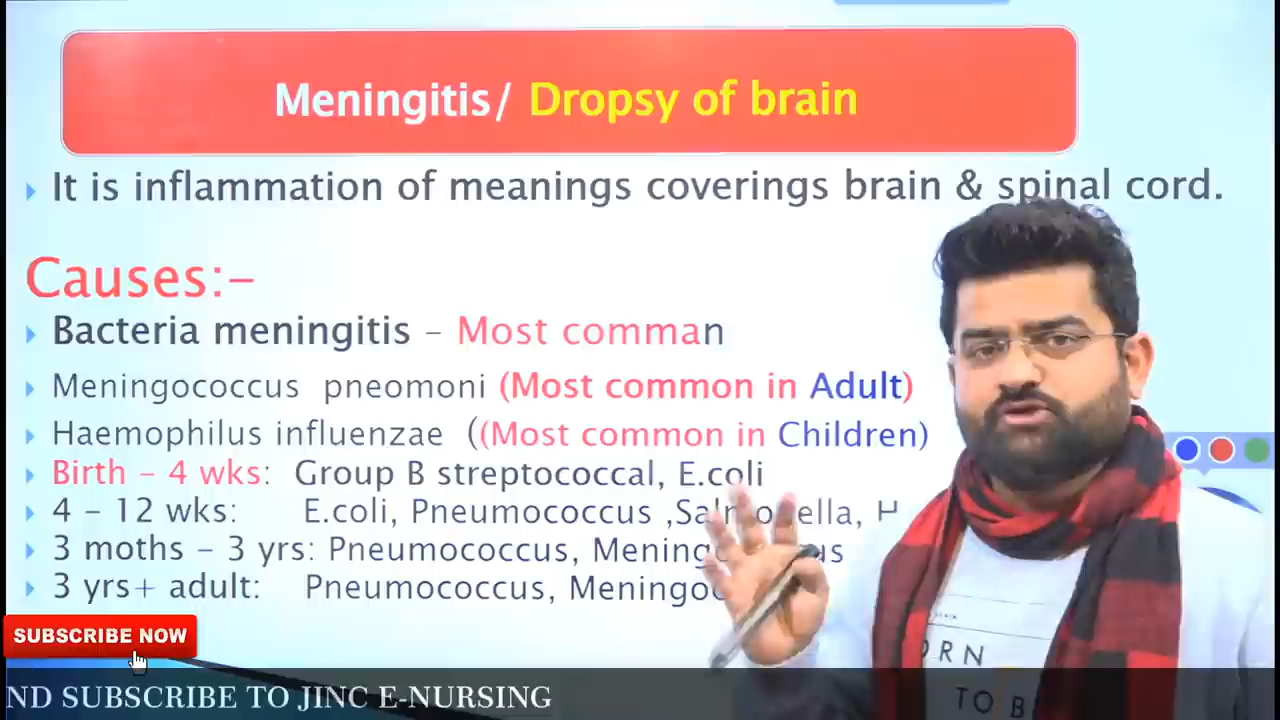 Meningitis/ Dropsy of brain
It is inflammation of meanings coverings brain & spinal cord.
Causes:-
Bacteria meningitis – Most comman
Meningococcus pneomoni (Most common in Adult)
Haemophilus influenzae ((Most common in Children)
Birth – 4 wks: Group B streptococcal, E.coli
4 – 12 wks: E.coli, Pneumococcus ,Salmonella, H
3 moths – 3 yrs: Pneumococcus,
3 yrs+ adult: Pneumococcus,
SUBSCRIBE NOW
ND SUBSCRIBE TO JINC E-NURSING
TO B